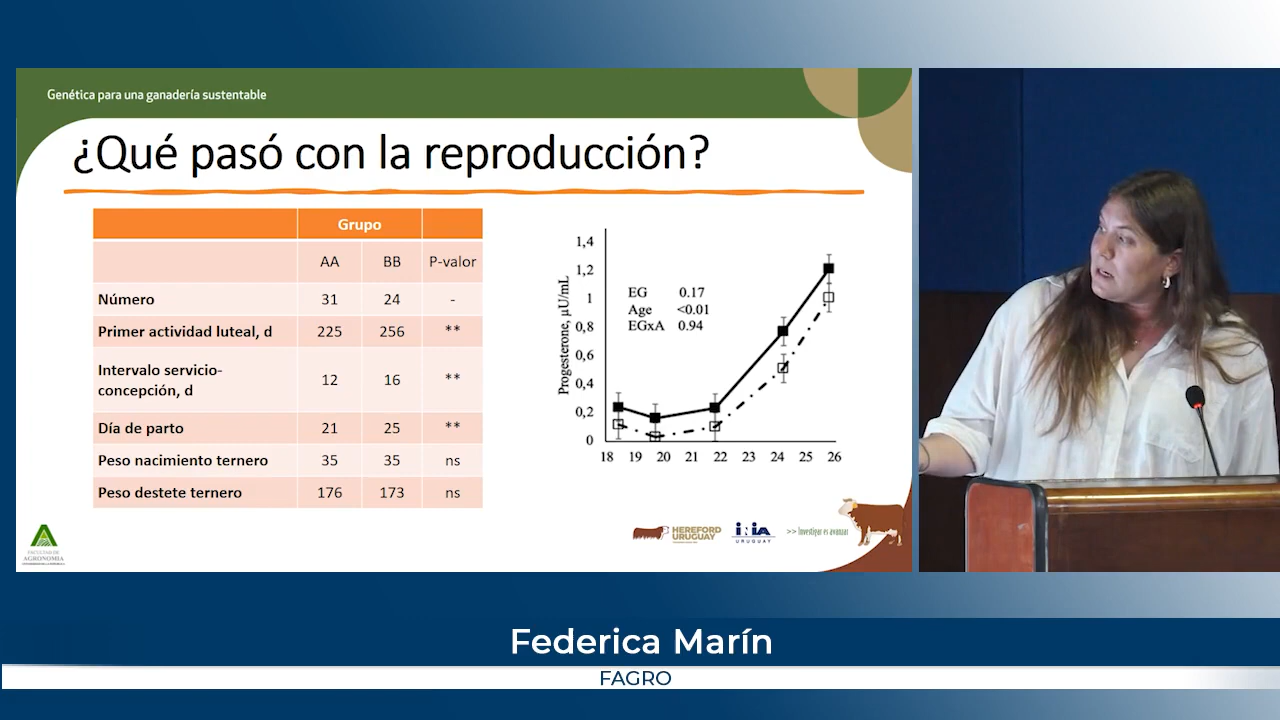 Genética para una ganadería sustentable
¿Qué pasó con la reproducción?
Grupo
AA BB P-valor
Número 31 24 -
Primer actividad luteal, d 225 256 **
Intervalo servicio-
concepción, d 12 16 **
Día de parto 21 25 **
Peso nacimiento ternero 35 35 ns
Peso destete ternero 176 173 ns
Progesterone, µU/mL
1,4
1,2
1
0,8
0,6
0,4
0,2
0
EG 0.17
Age <0.01
EGxA 0.94
18 19 20 21 22 23 24 25 26
FACULTAD DE
AGRONOMIA
HEREFORD
URUGUAY
INIA
URUGUAY
>> Investigar es avanzar
Federica Marín
FAGRO